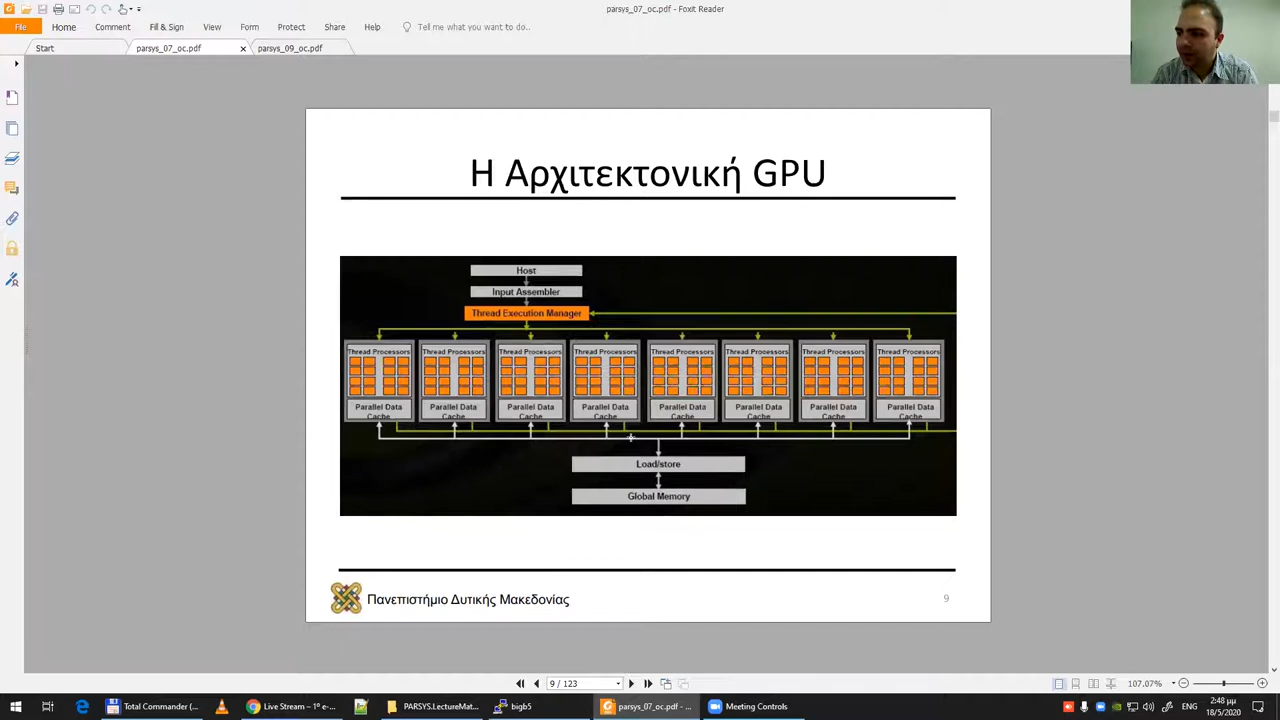 parsys_07_oc.pdf - Foxit Reader
File Home Comment Fill & Sign View Form Protect Share Help Tell me what you want to do..
Start parsys_07_oc.pdf parsys_09_oc.pdf
Η Αρχιτεκτονική GPU
Host
Input Assembler
Thread Execution Manager
Thread Processors Thread Processors Thread Processors Thread Processors Thread Processors Thread Processors Thread Processors Thread Processors
Parallel Data Parallel Data Parallel Data Parallel Data Parallel Data Parallel Data Parallel Data Parallel Data
Cache Cache Cache Cache Cache Cache Cache Cache
Load/store
Global Memory
Πανεπιστήμιο Δυτικής Μακεδονίας
9
9 / 123
107.07%
Total Commander (... Live Stream – 1º e-... PARSYS.LectureMat... bigb5 parsys_07_oc.pdf - ... Meeting Controls
2:48 μμ
18/5/2020